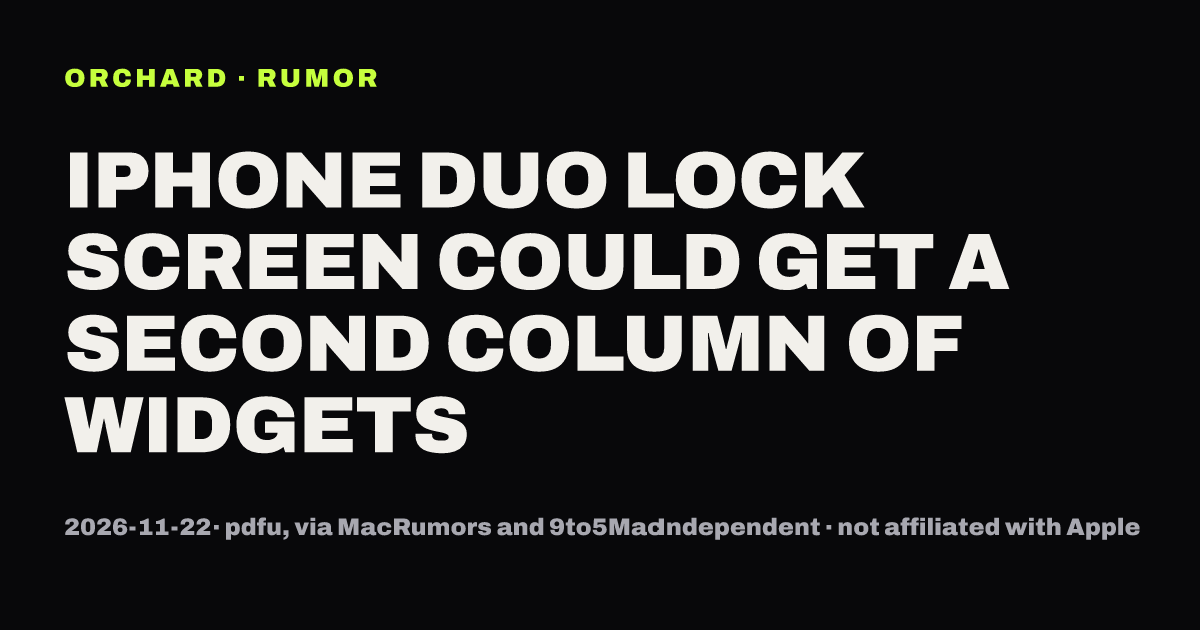 ORCHARD · RUMOR
IPHONE DUO LOCK
SCREEN COULD GET A
SECOND COLUMN OF
WIDGETS
2026-11-22· pdfu, via MacRumors and 9to5MacIndependent · not affiliated with Apple